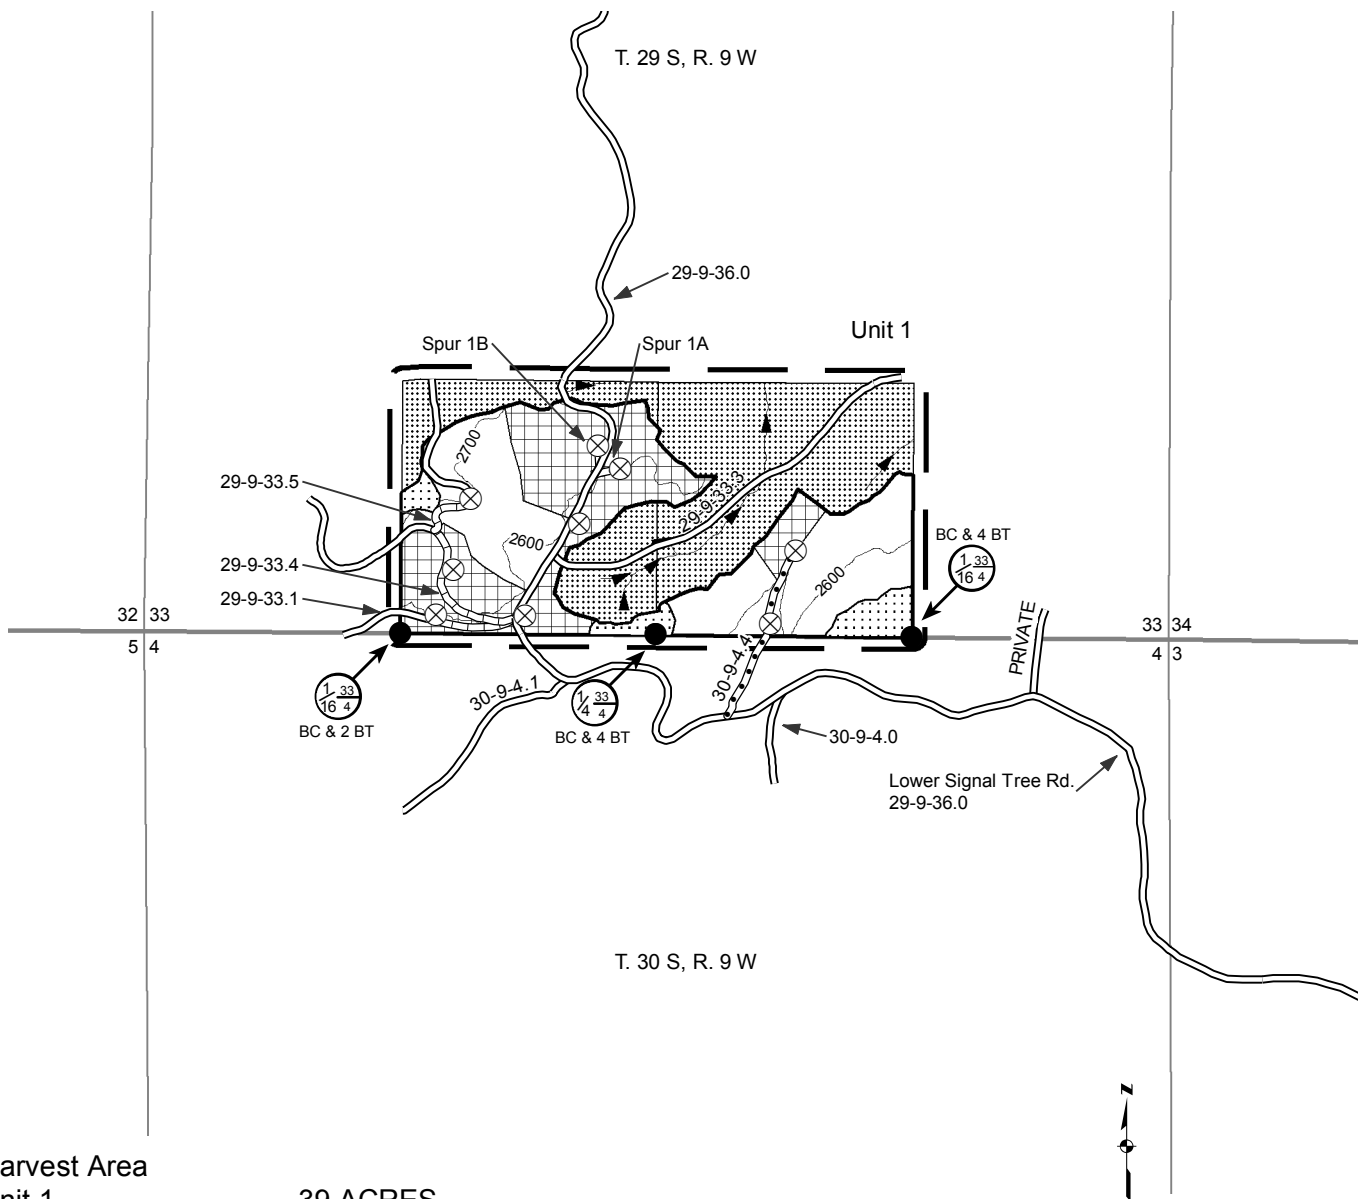 T. 29 S, R. 9 W
29-9-36.0
Unit 1
Spur 1B
Spur 1A
2700
29-9-33.5
29-9-33.3
2600
BC & 4 BT
1/16 33/4
29-9-33.4
2600
29-9-33.1
32 33
5 4
33 34
4 3
PRIVATE
30-9-4.4
30-9-4.1
1/16 33/4
BC & 2 BT
1/4 33/4
BC & 4 BT
30-9-4.0
Lower Signal Tree Rd.
29-9-36.0
T. 30 S, R. 9 W
z
arvest Area
nit 1
39 ACRES